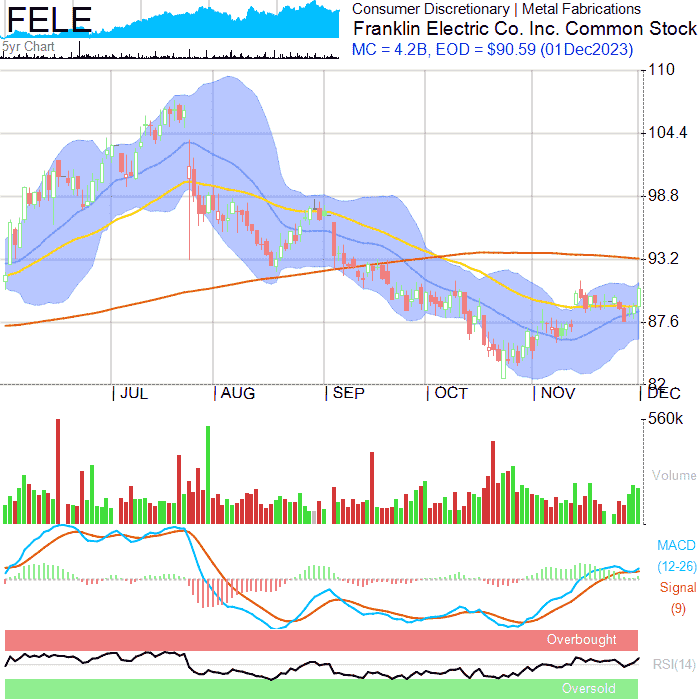 FELE
Consumer Discretionary | Metal Fabrications
Franklin Electric Co. Inc. Common Stock
5yr Chart
MC = 4.2B, EOD = $90.59 (01Dec2023)
110
104.4
98.8
93.2
87.6
82
| JUL | AUG | SEP | OCT | NOV | DEC
560k
Volume
MACD
(12-26)
Signal
(9)
Overbought
RSI(14)
Oversold